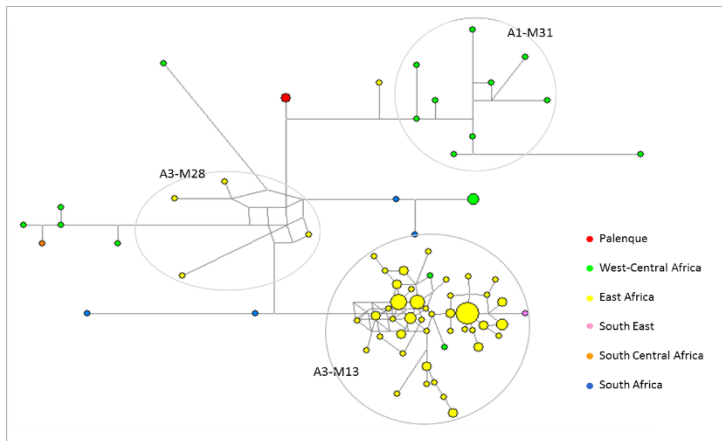 A1-M31
A3-M28
Palenque
West-Central Africa
East Africa
South East
South Central Africa
South Africa
A3-M13